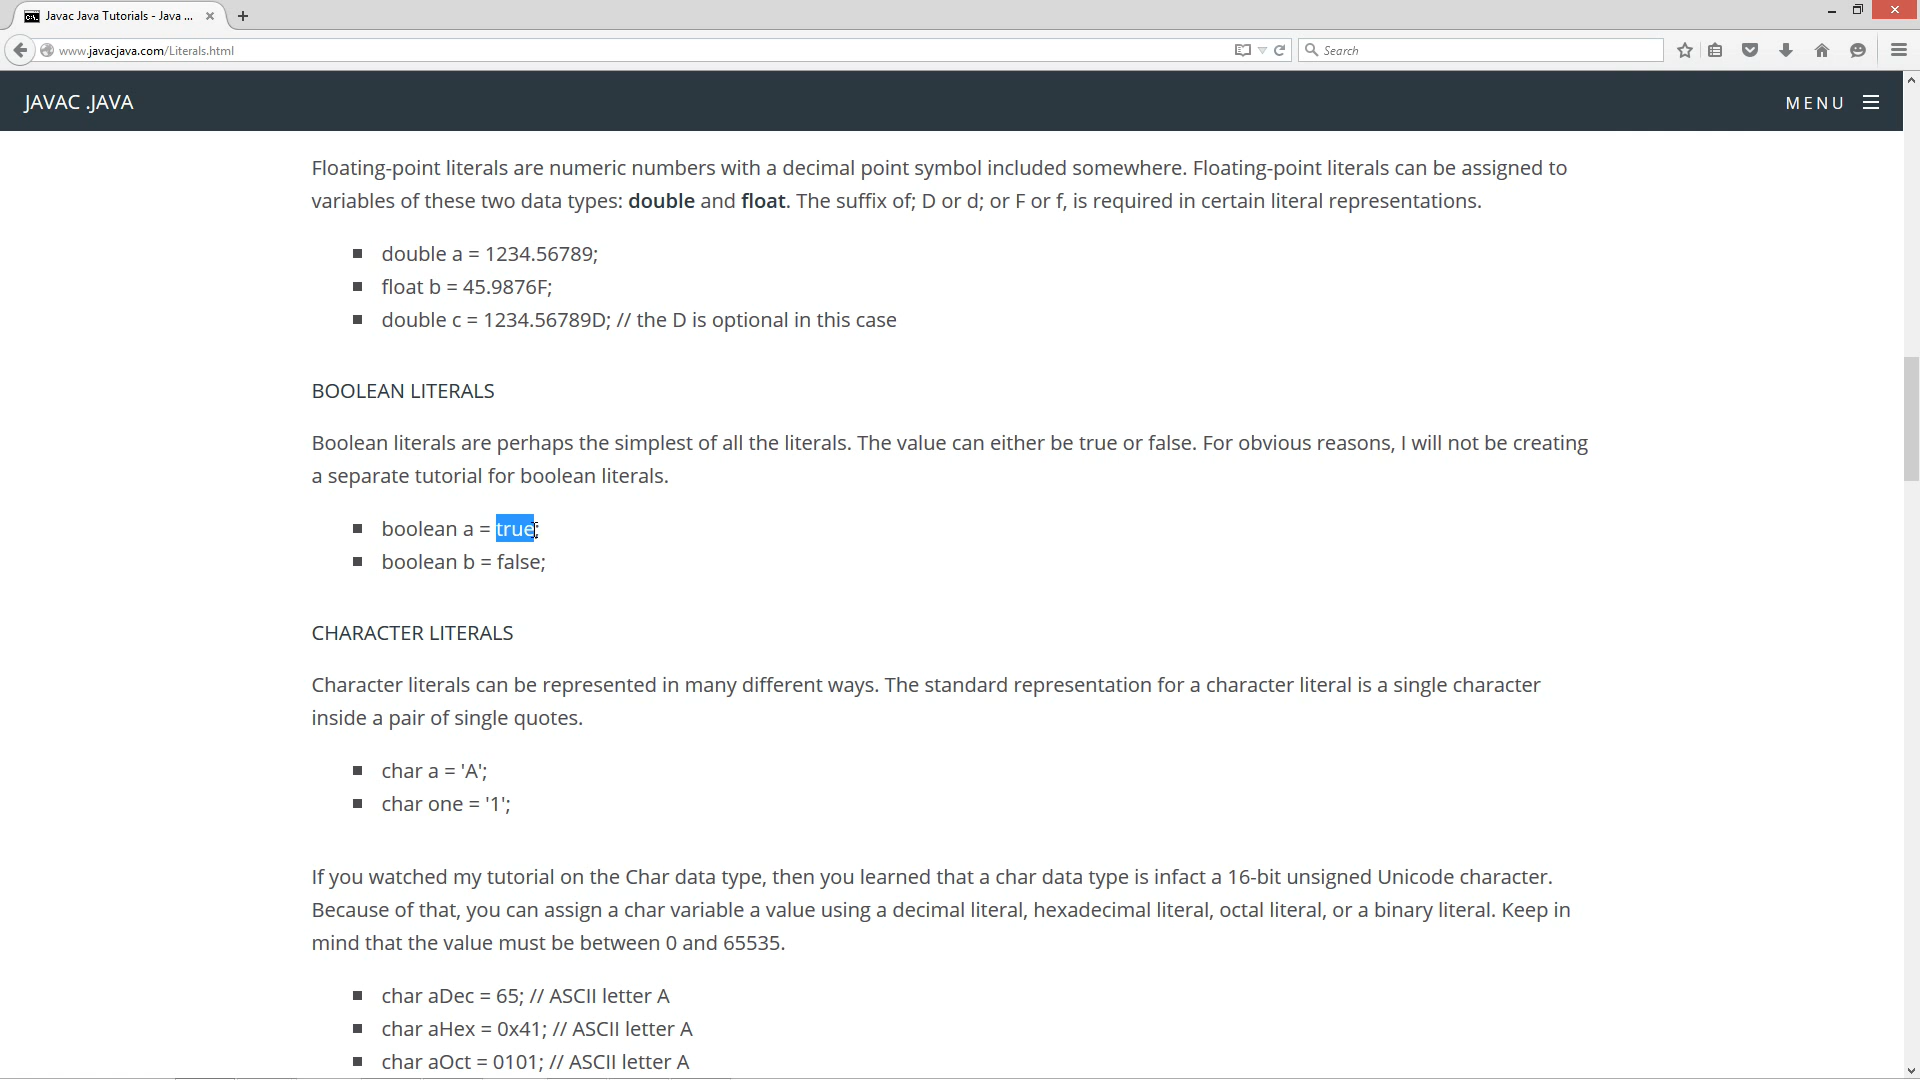 Javac Java Tutorials - Java ...
www.javacjava.com/Literals.html
Search
JAVAC .JAVA
MENU
Floating-point literals are numeric numbers with a decimal point symbol included somewhere. Floating-point literals can be assigned to
variables of these two data types: double and float. The suffix of; D or d; or F or f, is required in certain literal representations.
double a = 1234.56789;
float b = 45.9876F;
double c = 1234.56789D; // the D is optional in this case
BOOLEAN LITERALS
Boolean literals are perhaps the simplest of all the literals. The value can either be true or false. For obvious reasons, I will not be creating
a separate tutorial for boolean literals.
boolean a = true;
boolean b = false;
CHARACTER LITERALS
Character literals can be represented in many different ways. The standard representation for a character literal is a single character
inside a pair of single quotes.
char a = 'A';
char one = '1';
If you watched my tutorial on the Char data type, then you learned that a char data type is infact a 16-bit unsigned Unicode character.
Because of that, you can assign a char variable a value using a decimal literal, hexadecimal literal, octal literal, or a binary literal. Keep in
mind that the value must be between 0 and 65535.
char aDec = 65; // ASCII letter A
char aHex = 0x41; // ASCII letter A
char aOct = 0101; // ASCII letter A